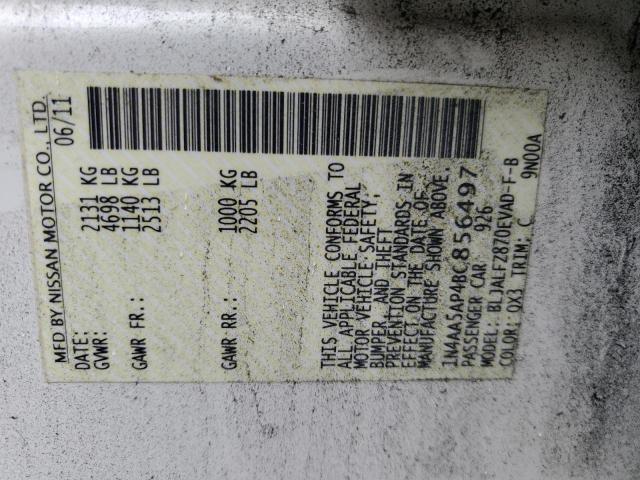 MFD BY NISSAN MOTOR CO., LTD.
DATE: 06/11
GVWR: 2131 KG
4698 LB
GAWR FR.: 1140 KG
2513 LB
GAWR RR.: 1000 KG
2205 LB
THIS VEHICLE CONFORMS TO
ALL APPLICABLE FEDERAL
MOTOR VEHICLE SAFETY,
BUMPER AND THEFT
PREVENTION STANDARDS IN
EFFECT ON THE DATE OF
MANUFACTURE SHOWN ABOVE.
1N4AA5AP4BC856497
PASSENGER CAR 926
MODEL: BLJALFZ87OEVAD-F-B
COLOR: QX3 TRIM: C 9N00A